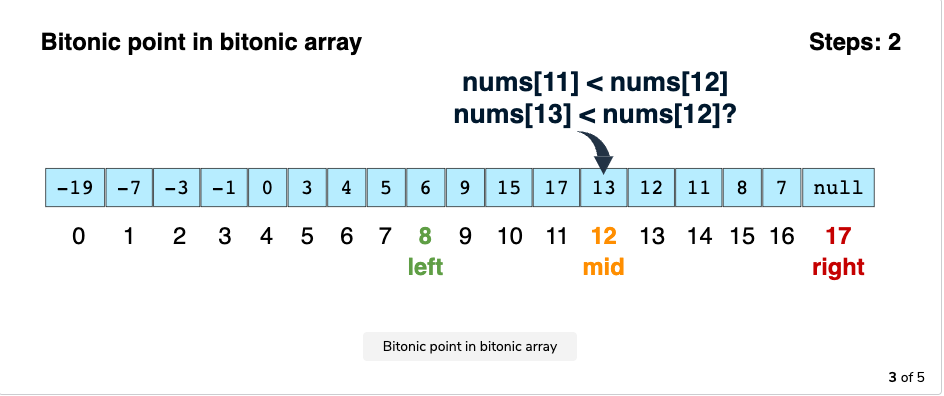 Bitonic point in bitonic array
Steps: 2
nums[11] < nums[12]
nums[13] < nums[12]?
-19 -7 -3 -1 0 3 4 5 6 9 15 17 13 12 11 8 7 null
0 1 2 3 4 5 6 7 8 9 10 11 12 13 14 15 16 17
left mid right
Bitonic point in bitonic array
3 of 5